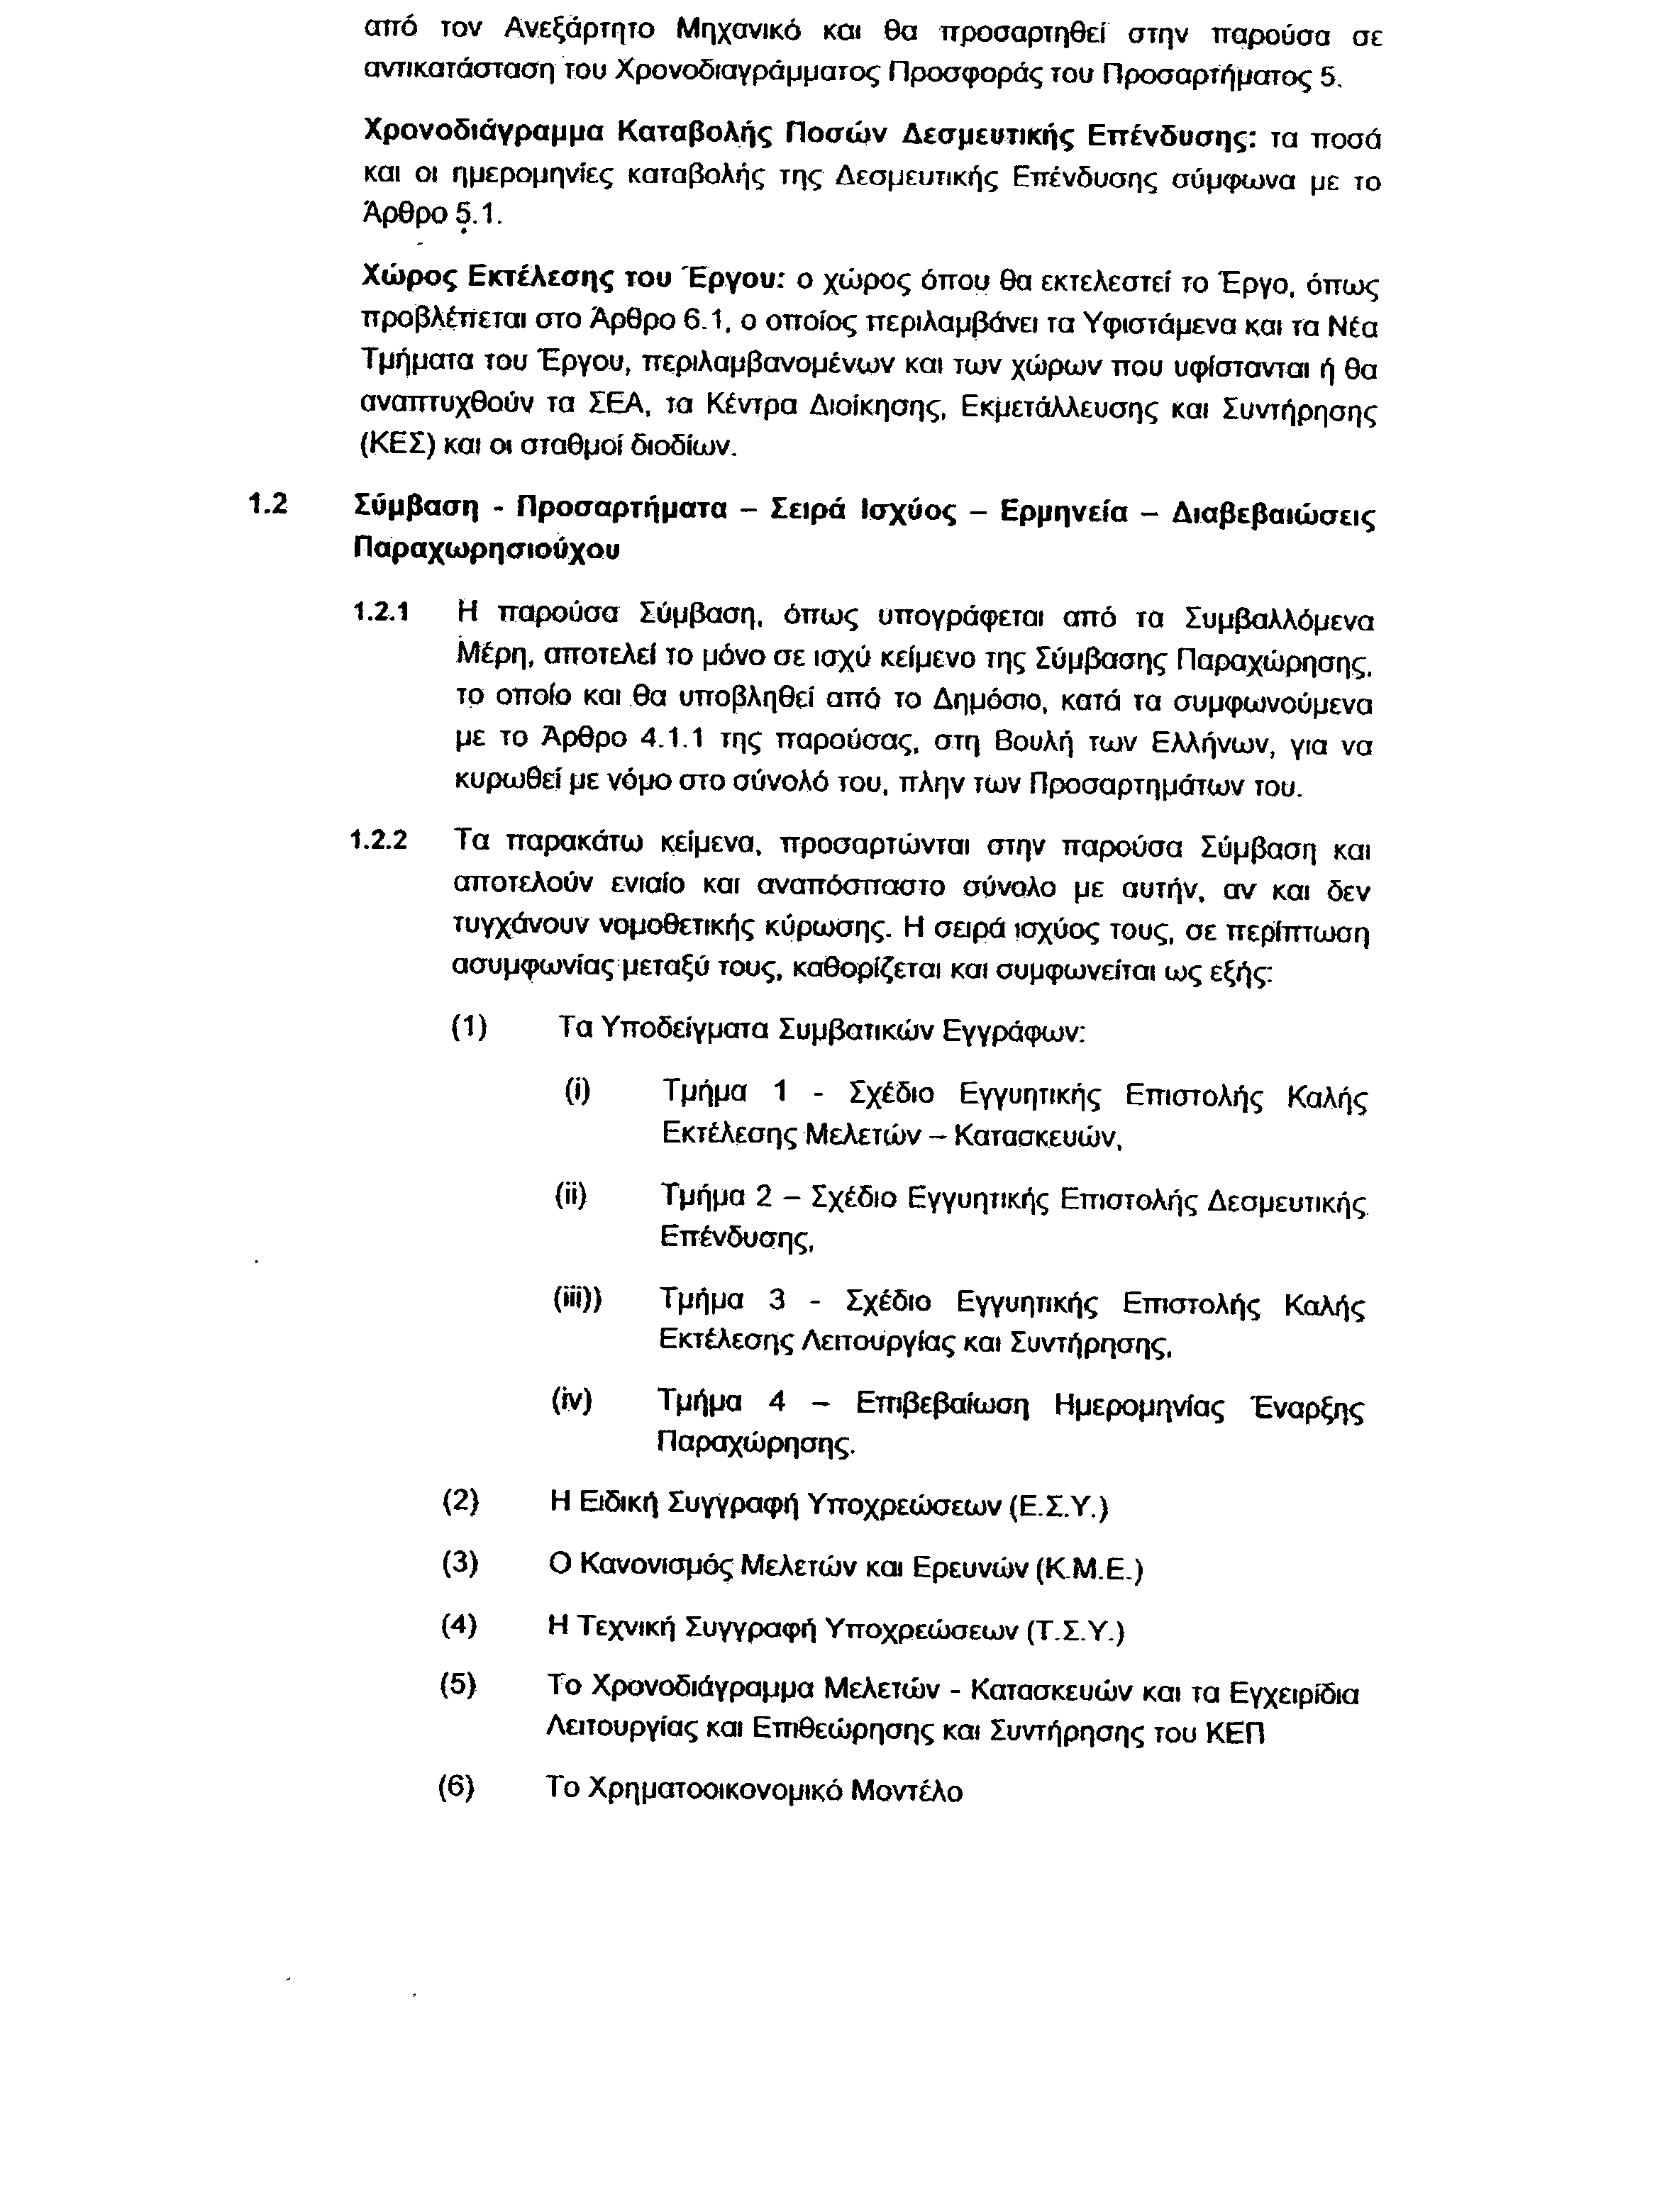 από τον Ανεξάρτητο Μηχανικό και θα προσαρτηθεί στην παρούσα σε
αντικατάσταση του Χρονοδιαγράμματος Προσφοράς του Προσαρτήματος 5.
Χρονοδιάγραμμα Καταβολής Ποσών Δεσμευτικής Επένδυσης: τα ποσά
και οι ημερομηνίες καταβολής της Δεσμευτικής Επένδυσης σύμφωνα με το
Άρθρο 5.1.
Χώρος Εκτέλεσης του Έργου: ο χώρος όπου θα εκτελεστεί το Έργο, όπως
προβλέπεται στο Άρθρο 6.1, ο οποίος περιλαμβάνει τα Υφιστάμενα και τα Νέα
Τμήματα του Έργου, περιλαμβανομένων και των χώρων που υφίστανται ή θα
αναπτυχθούν τα ΣΕΑ, τα Κέντρα Διοίκησης, Εκμετάλλευσης και Συντήρησης
(ΚΕΣ) και οι σταθμοί διοδίων.
1.2 Σύμβαση - Προσαρτήματα – Σειρά Ισχύος – Ερμηνεία – Διαβεβαιώσεις
Παραχωρησιούχου
1.2.1 Η παρούσα Σύμβαση, όπως υπογράφεται από τα Συμβαλλόμενα
Μέρη, αποτελεί το μόνο σε ισχύ κείμενο της Σύμβασης Παραχώρησης,
το οποίο και θα υποβληθεί από το Δημόσιο, κατά τα συμφωνούμενα
με το Άρθρο 4.1.1 της παρούσας, στη Βουλή των Ελλήνων, για να
κυρωθεί με νόμο στο σύνολό του, πλην των Προσαρτημάτων του.
1.2.2 Τα παρακάτω κείμενα, προσαρτώνται στην παρούσα Σύμβαση και
αποτελούν ενιαίο και αναπόσπαστο σύνολο με αυτήν, αν και δεν
τυγχάνουν νομοθετικής κύρωσης. Η σειρά ισχύος τους, σε περίπτωση
ασυμφωνίας μεταξύ τους, καθορίζεται και συμφωνείται ως εξής:
(1) Τα Υποδείγματα Συμβατικών Εγγράφων:
(i) Τμήμα 1 - Σχέδιο Εγγυητικής Επιστολής Καλής
Εκτέλεσης Μελετών – Κατασκευών,
(ii) Τμήμα 2 – Σχέδιο Εγγυητικής Επιστολής Δεσμευτικής
Επένδυσης,
(iii)) Τμήμα 3 - Σχέδιο Εγγυητικής Επιστολής Καλής
Εκτέλεσης Λειτουργίας και Συντήρησης,
(iv) Τμήμα 4 – Επιβεβαίωση Ημερομηνίας Έναρξης
Παραχώρησης.
(2) Η Ειδική Συγγραφή Υποχρεώσεων (Ε.Σ.Υ.)
(3) Ο Κανονισμός Μελετών και Ερευνών (Κ.Μ.Ε.)
(4) Η Τεχνική Συγγραφή Υποχρεώσεων (Τ.Σ.Υ.)
(5) Το Χρονοδιάγραμμα Μελετών - Κατασκευών και τα Εγχειρίδια
Λειτουργίας και Επιθεώρησης και Συντήρησης του ΚΕΠ
(6) Το Χρηματοοικονομικό Μοντέλο